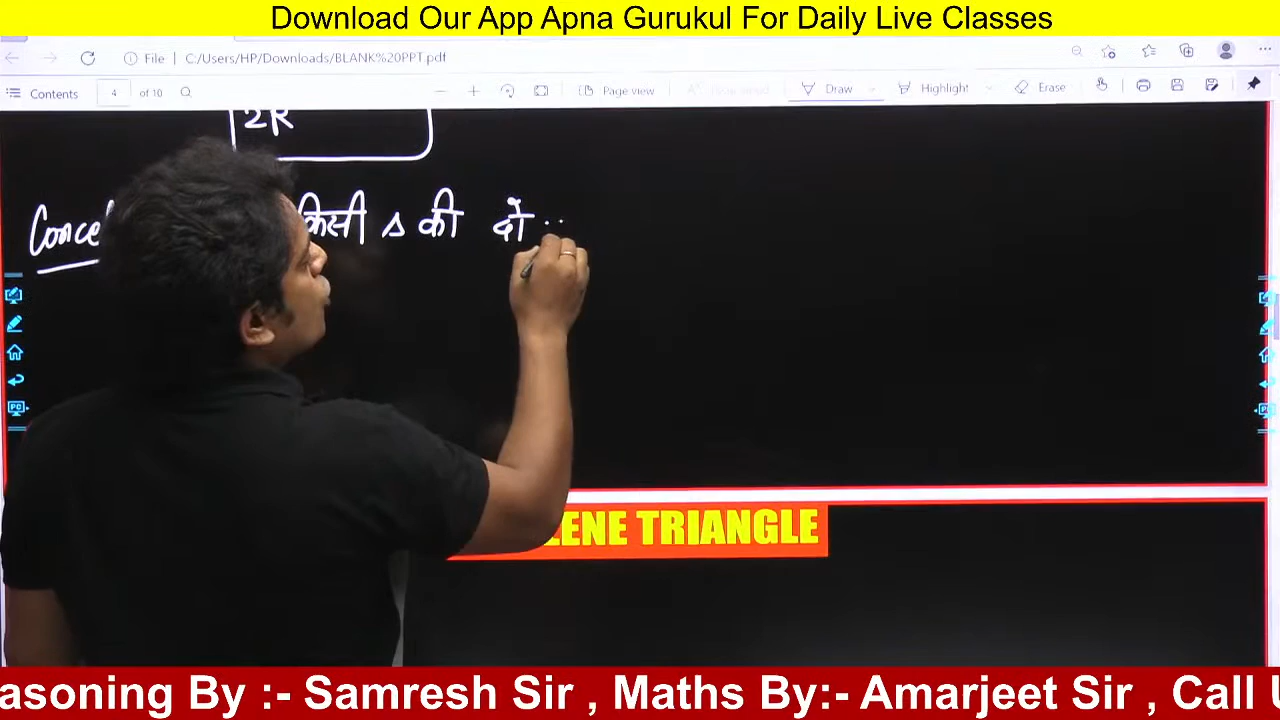 Download Our App Apna Gurukul For Daily Live Classes
File C:/Users/HP/Downloads/BLANK%20PPT.pdf
Contents 4 of 10 Page view Draw Highlight Erase
2R
Conce किसी Δ की दो
LENE TRIANGLE
asoning By :- Samresh Sir , Maths By:- Amarjeet Sir , Call U